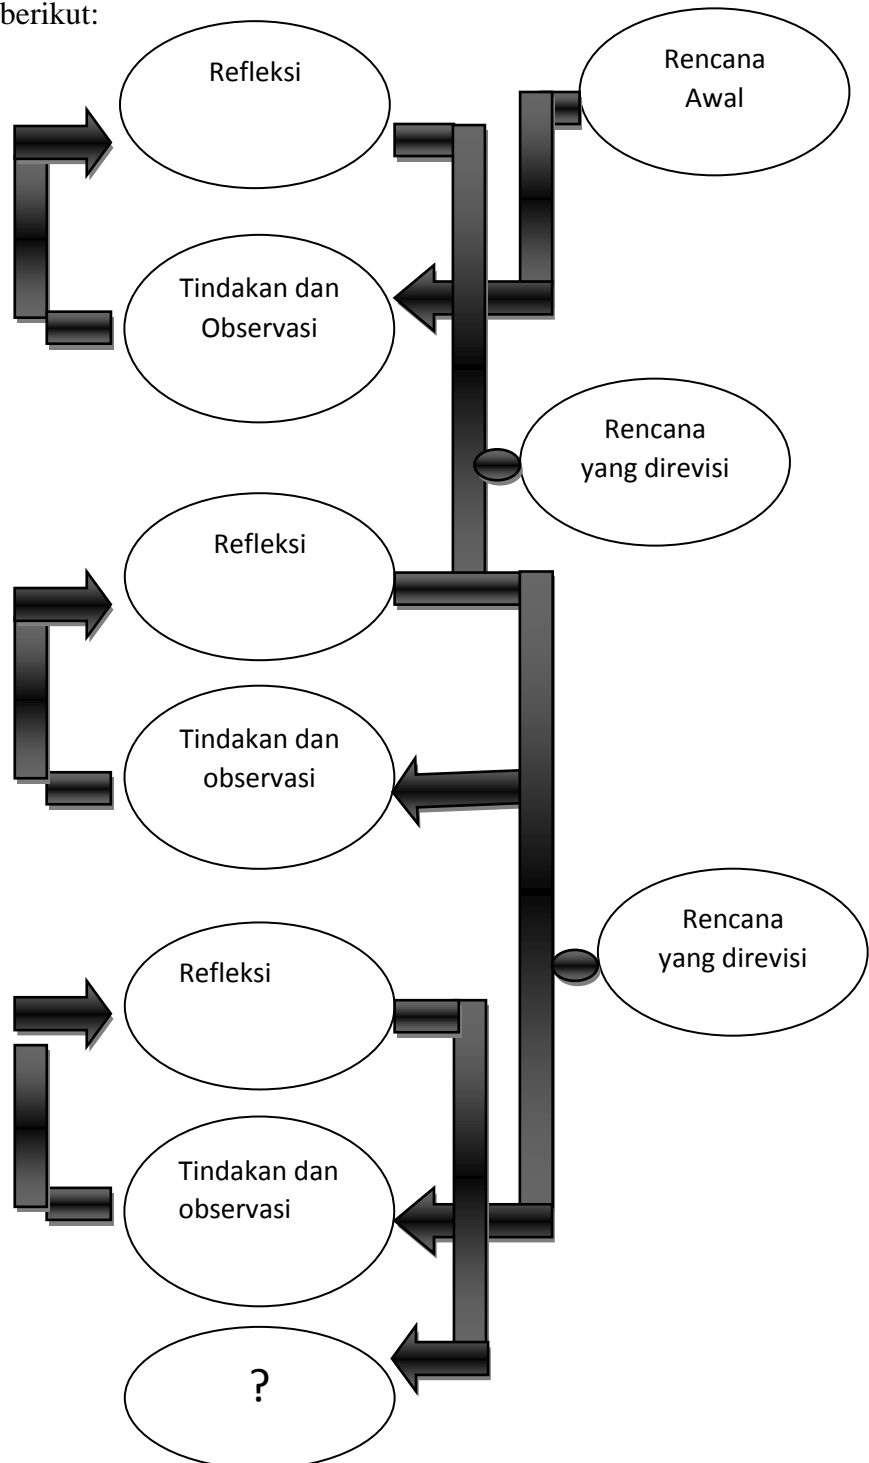 berikut:
Refleksi
Rencana
Awal
Tindakan dan
Observasi
Rencana
yang direvisi
Refleksi
Tindakan dan
observasi
Rencana
yang direvisi
Refleksi
Tindakan dan
observasi
?